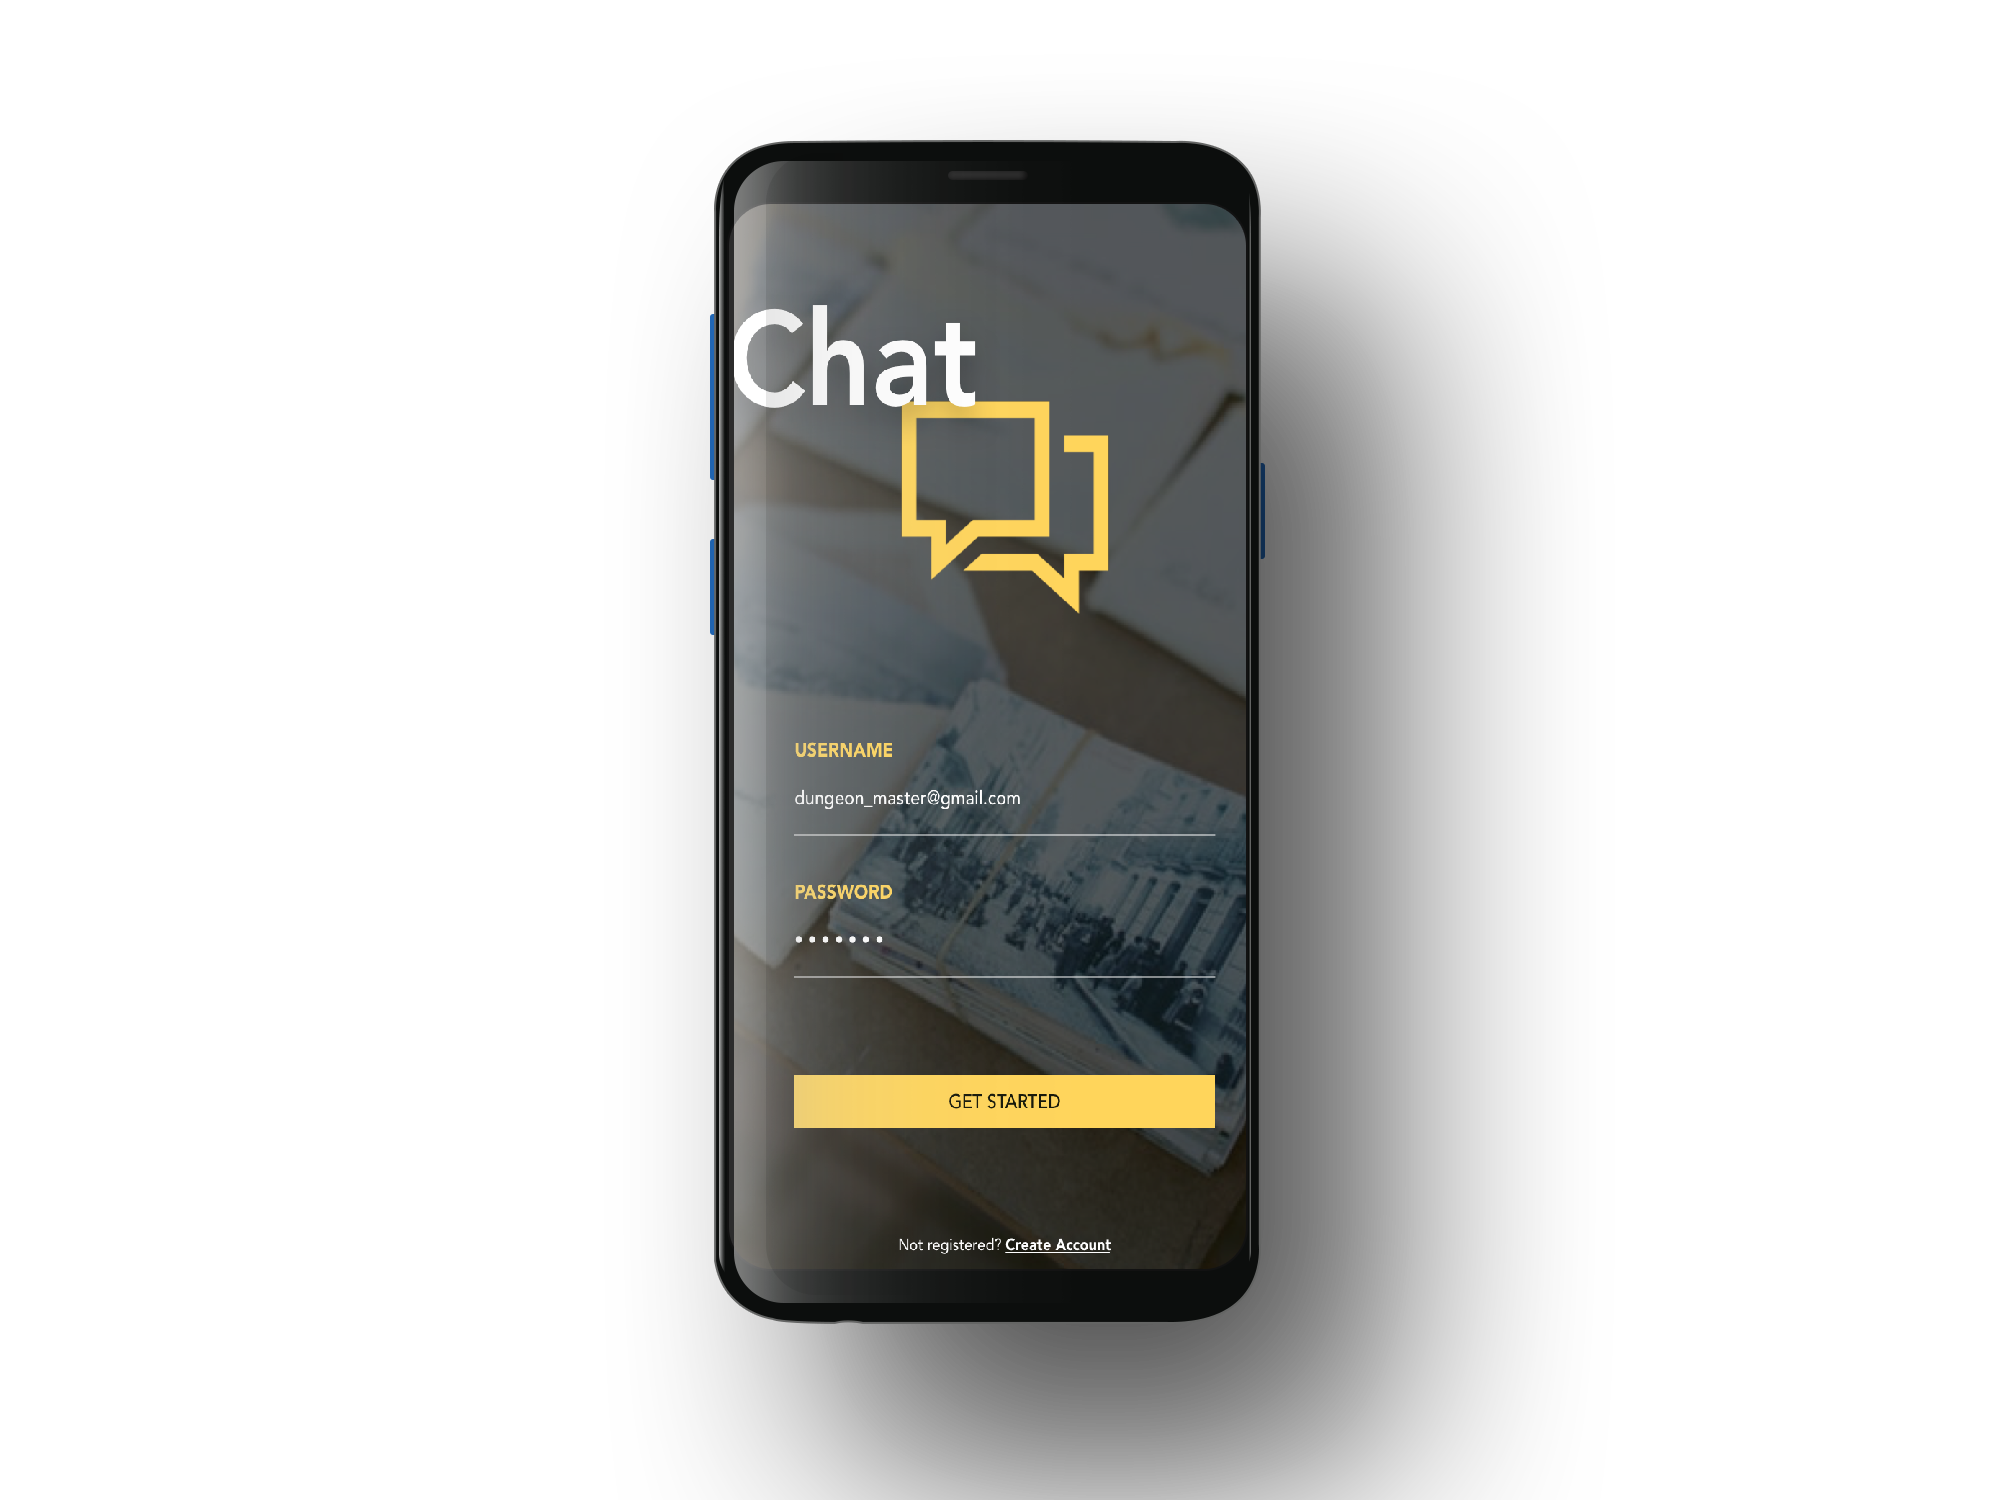 Chat
USERNAME
dungeon_master@gmail.com
PASSWORD
•••••••
GET STARTED
Not registered? Create Account